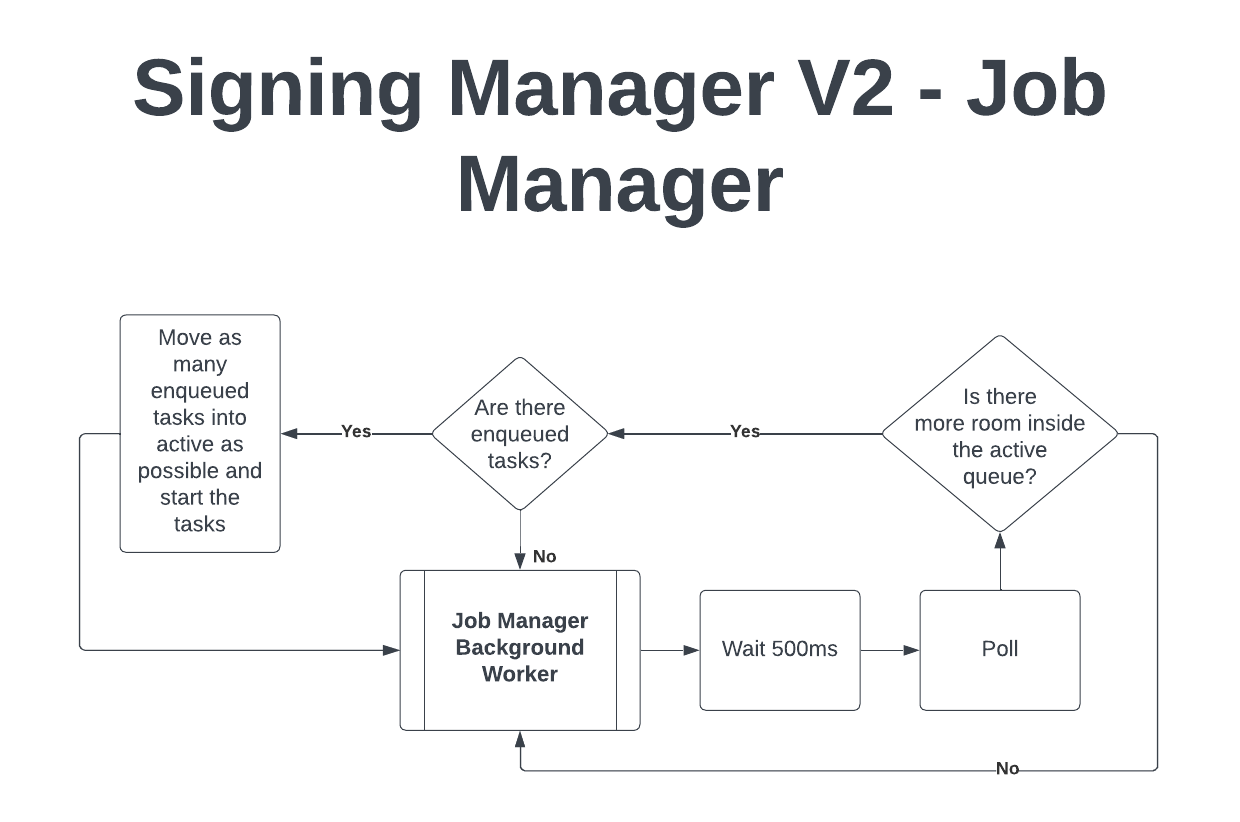 Signing Manager V2 - Job
Manager
Move as
many
enqueued
tasks into
active as
possible and
start the
tasks
Yes
Are there
enqueued
tasks?
Yes
Is there
more room inside
the active
queue?
No
Job Manager
Background
Worker
Wait 500ms
Poll
No